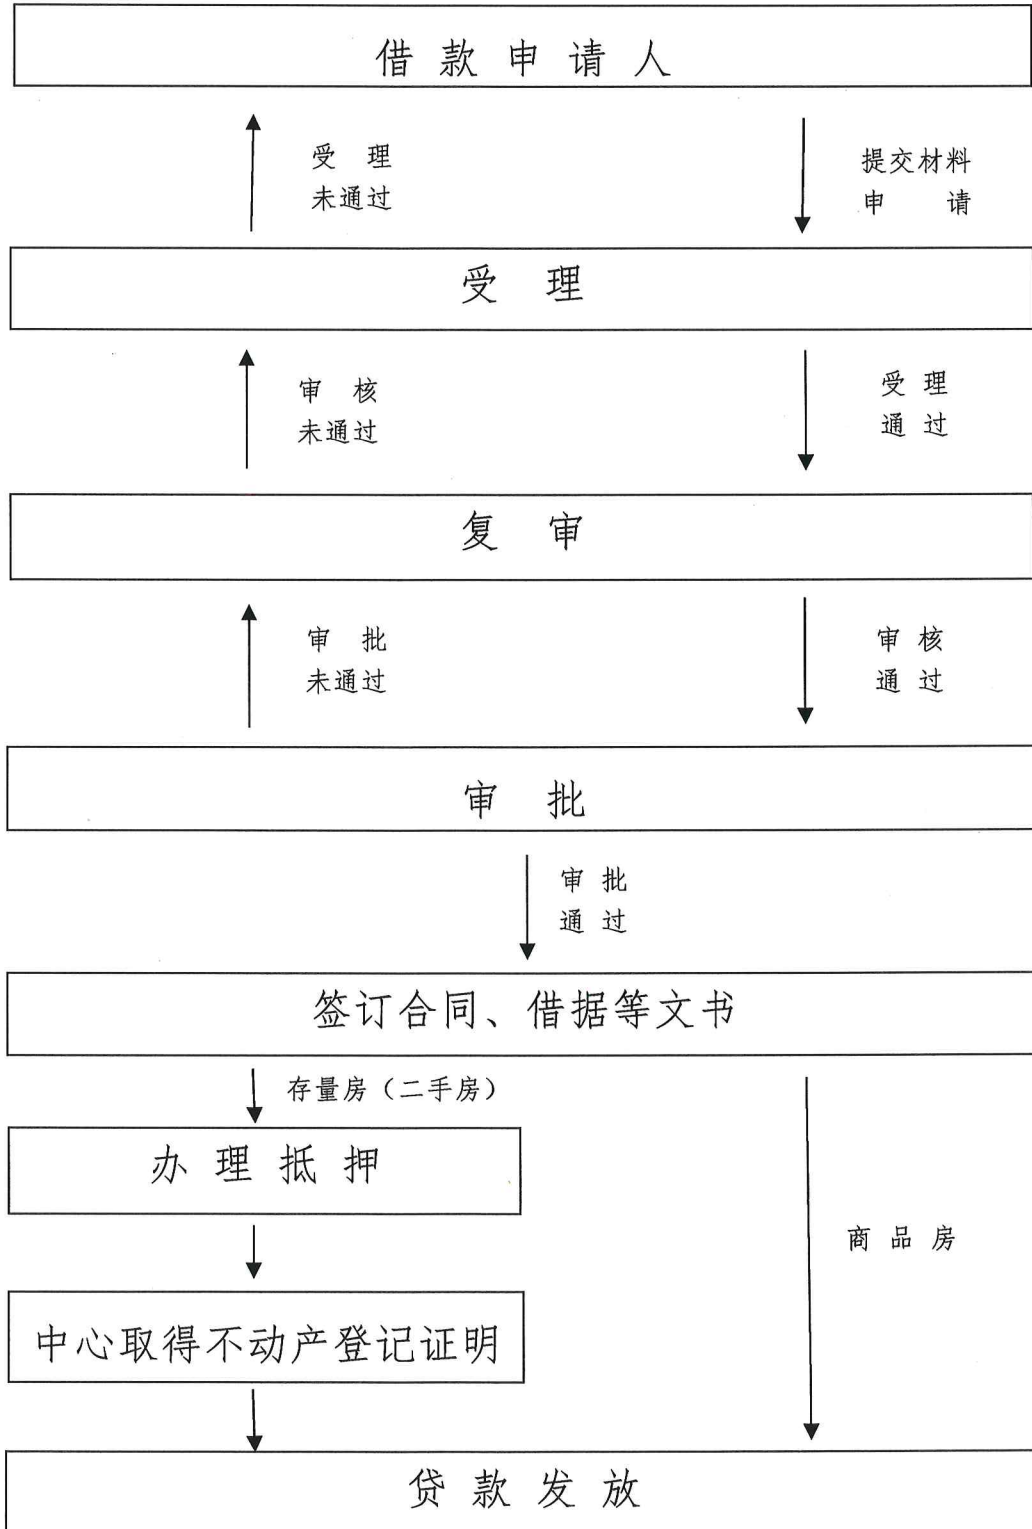 借款申请人
受理
未通过
提交材料
申请
受理
审核
未通过
受理
通过
复审
审批
未通过
审核
通过
审批
审批
通过
签订合同、借据等文书
存量房（二手房）
办理抵押
商品房
中心取得不动产登记证明
贷款发放